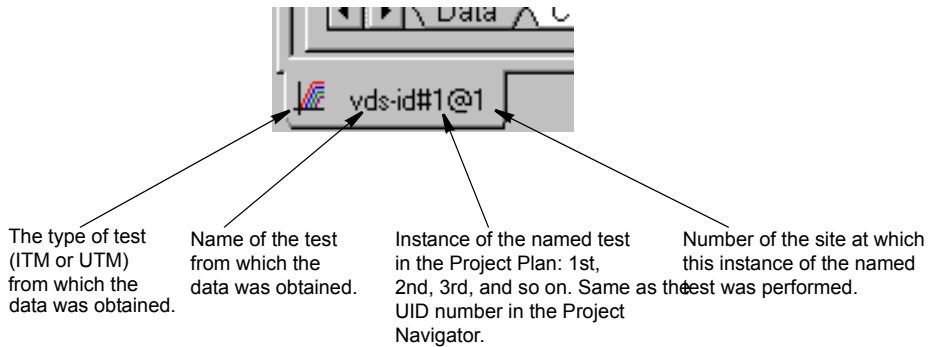 Data
vds-id#1@1
The type of test
(ITM or UTM)
from which the
data was obtained.
Name of the test
from which the
data was obtained.
Instance of the named test
in the Project Plan: 1st,
2nd, 3rd, and so on. Same as the
UID number in the Project
Navigator.
Number of the site at which
this instance of the named
test was performed.